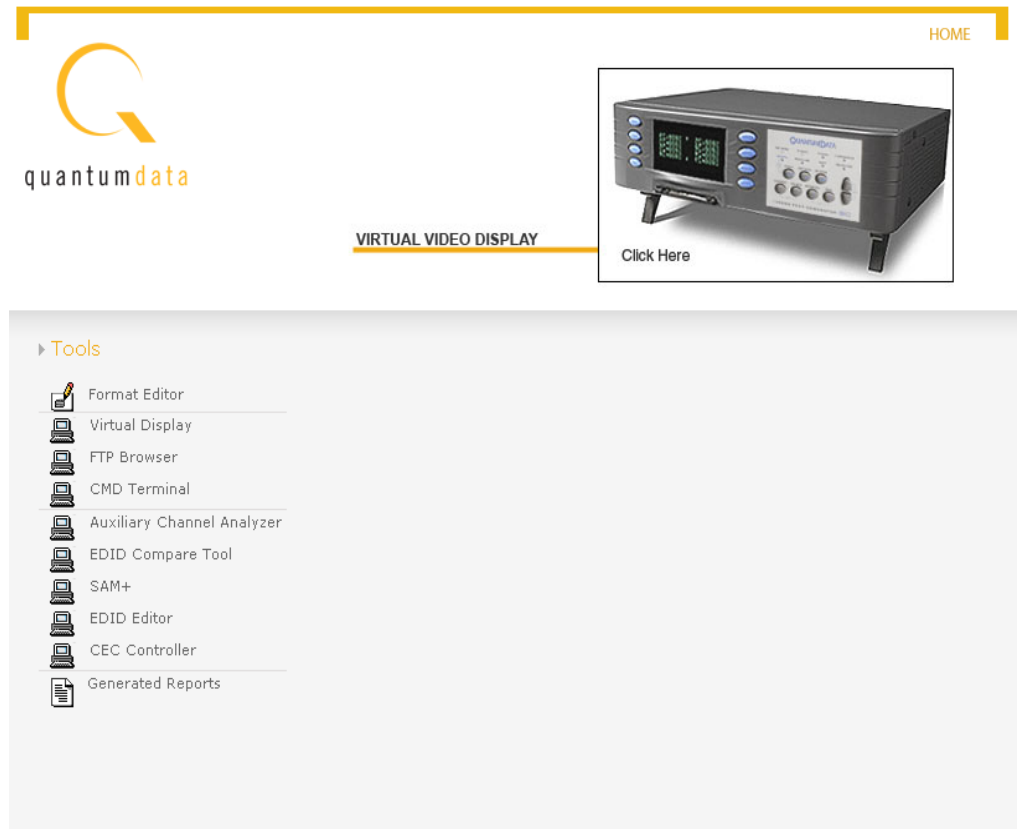 HOME
quantumdata
QUANTUMDATA
VIRTUAL VIDEO DISPLAY
Click Here
Tools
Format Editor
Virtual Display
FTP Browser
CMD Terminal
Auxiliary Channel Analyzer
EDID Compare Tool
SAM+
EDID Editor
CEC Controller
Generated Reports